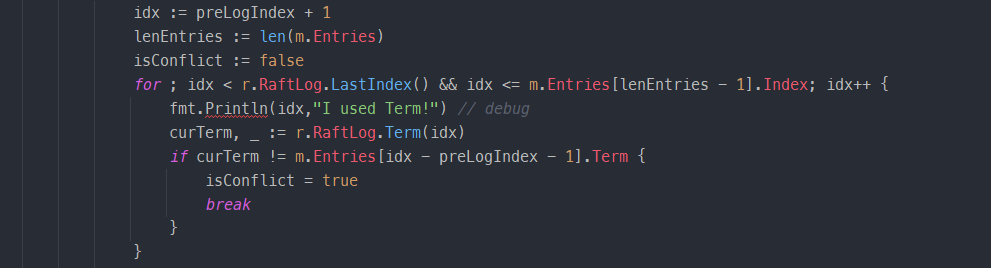 idx := preLogIndex + 1
lenEntries := len(m.Entries)
isConflict := false
for ; idx < r.RaftLog.LastIndex() && idx <= m.Entries[lenEntries - 1].Index; idx++ {
fmt.Println(idx,"I used Term!") // debug
curTerm, _ := r.RaftLog.Term(idx)
if curTerm != m.Entries[idx - preLogIndex - 1].Term {
isConflict = true
break
}
}